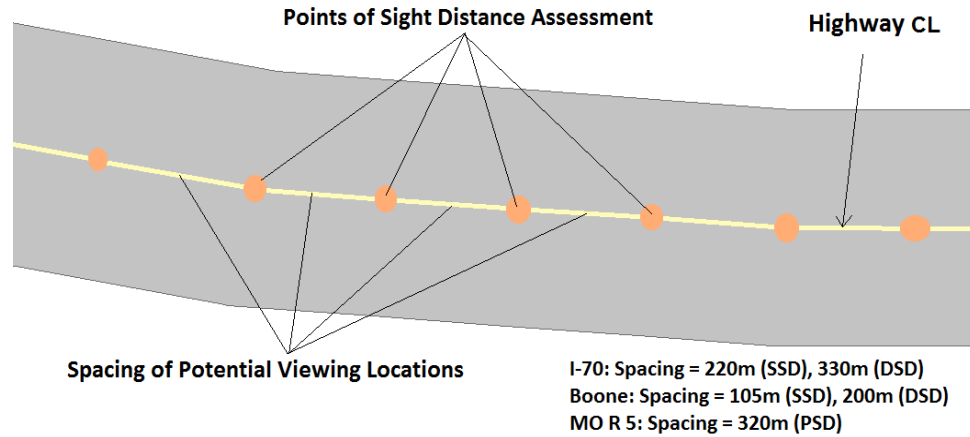 Points of Sight Distance Assessment
Highway CL
Spacing of Potential Viewing Locations
I-70: Spacing = 220m (SSD), 330m (DSD)
Boone: Spacing = 105m (SSD), 200m (DSD)
MO R 5: Spacing = 320m (PSD)